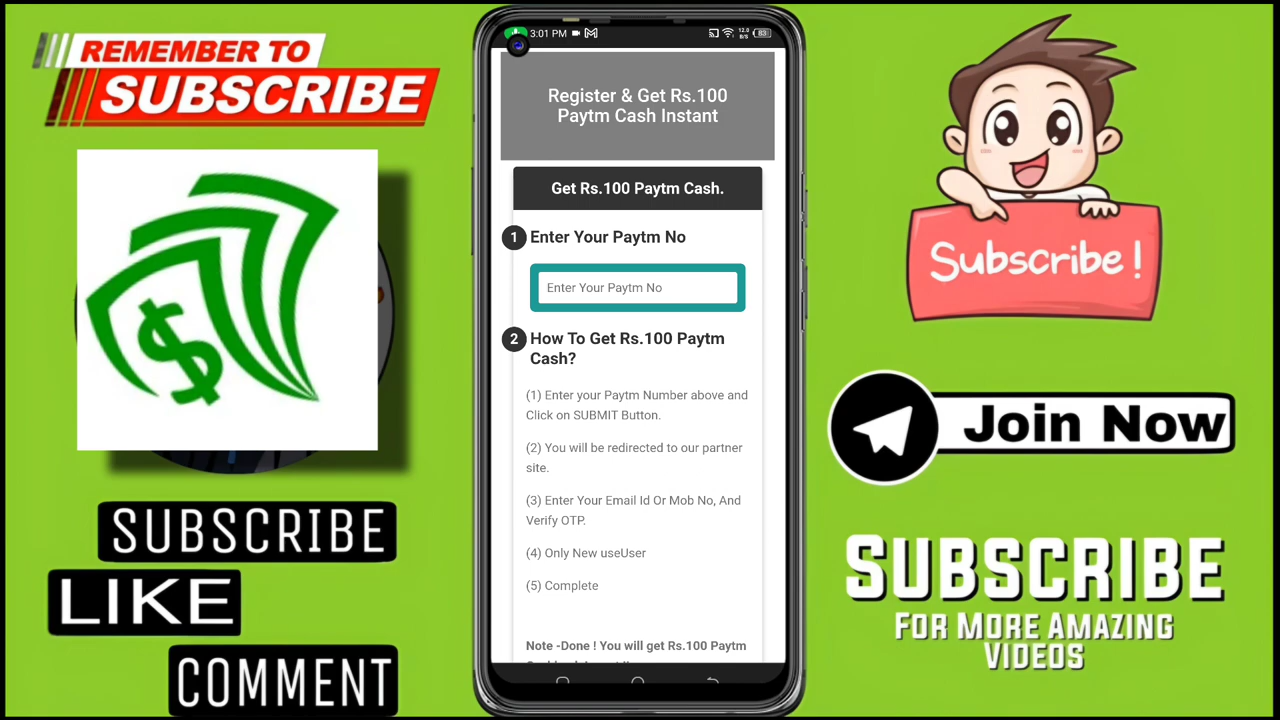 REMEMBER TO
SUBSCRIBE
$
SUBSCRIBE
LIKE
COMMENT
3:01 PM
12.0
B/S
83
Register & Get Rs.100
Paytm Cash Instant
Get Rs.100 Paytm Cash.
1 Enter Your Paytm No
Enter Your Paytm No
2 How To Get Rs.100 Paytm
Cash?
(1) Enter your Paytm Number above and
Click on SUBMIT Button.
(2) You will be redirected to our partner
site.
(3) Enter Your Email Id Or Mob No, And
Verify OTP.
(4) Only New useUser
(5) Complete
Note -Done ! You will get Rs.100 Paytm
Subscribe!
Join Now
SUBSCRIBE
FOR MORE AMAZING
VIDEOS